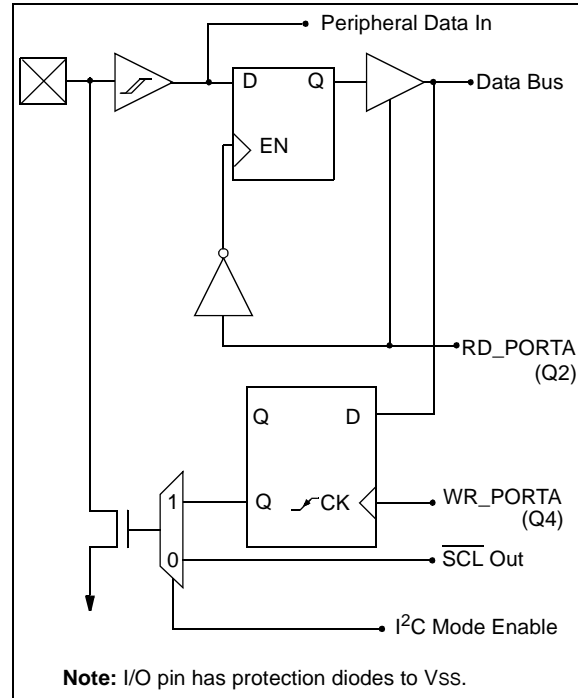 Peripheral Data In
D Q
Data Bus
EN
RD_PORTA
(Q2)
Q D
Q CK
WR_PORTA
(Q4)
1
0
SCL Out
I²C Mode Enable
Note: I/O pin has protection diodes to VSS.